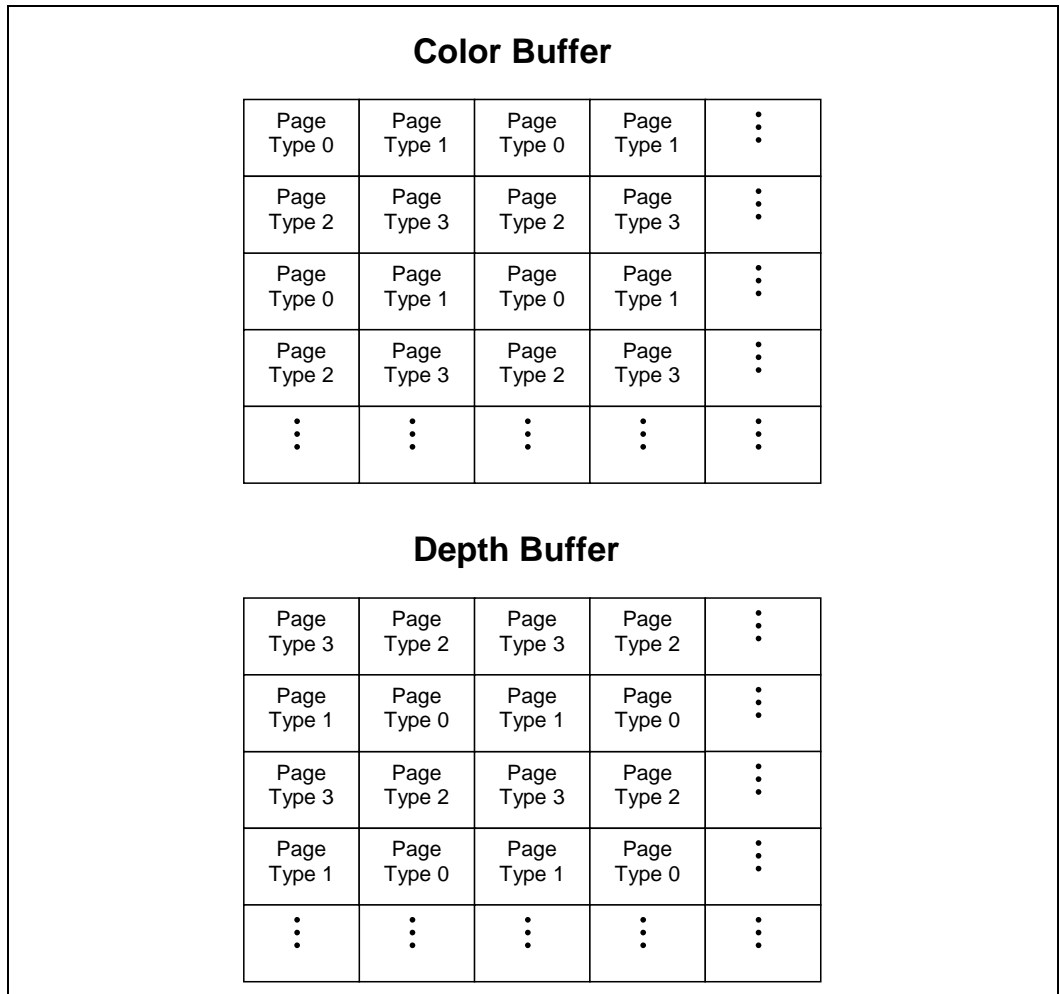 Color Buffer
Page Type 0 Page Type 1 Page Type 0 Page Type 1
Page Type 2 Page Type 3 Page Type 2 Page Type 3
Page Type 0 Page Type 1 Page Type 0 Page Type 1
Page Type 2 Page Type 3 Page Type 2 Page Type 3
Depth Buffer
Page Type 3 Page Type 2 Page Type 3 Page Type 2
Page Type 1 Page Type 0 Page Type 1 Page Type 0
Page Type 3 Page Type 2 Page Type 3 Page Type 2
Page Type 1 Page Type 0 Page Type 1 Page Type 0